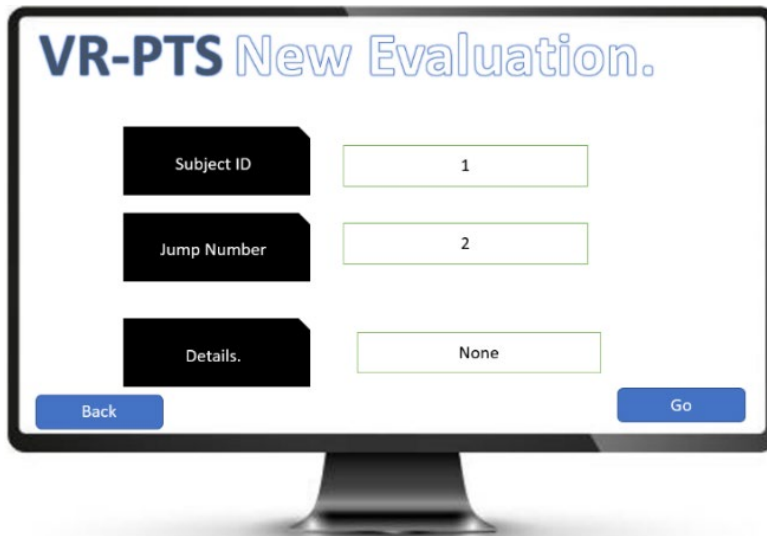 VR-PTS New Evaluation.
Subject ID
1
Jump Number
2
Details.
None
Back
Go